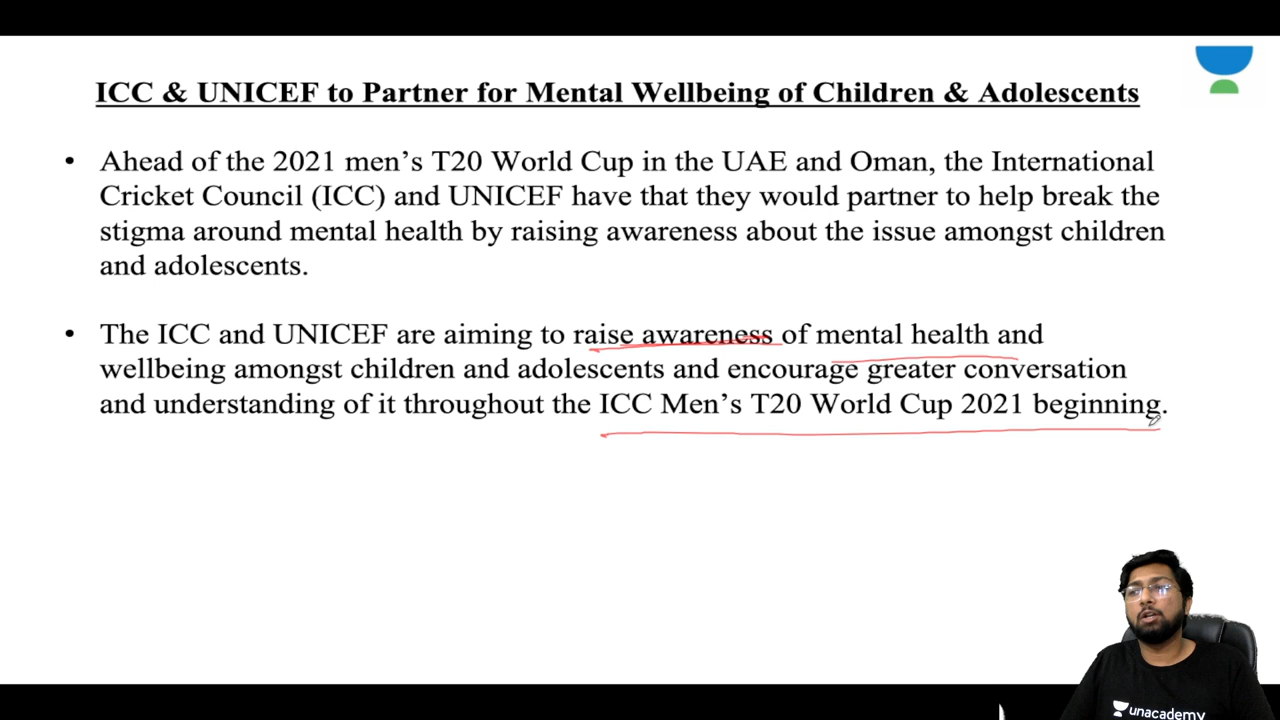 ICC & UNICEF to Partner for Mental Wellbeing of Children & Adolescents
• Ahead of the 2021 men’s T20 World Cup in the UAE and Oman, the International
Cricket Council (ICC) and UNICEF have that they would partner to help break the
stigma around mental health by raising awareness about the issue amongst children
and adolescents.
• The ICC and UNICEF are aiming to raise awareness of mental health and
wellbeing amongst children and adolescents and encourage greater conversation
and understanding of it throughout the ICC Men’s T20 World Cup 2021 beginning.
unacademy